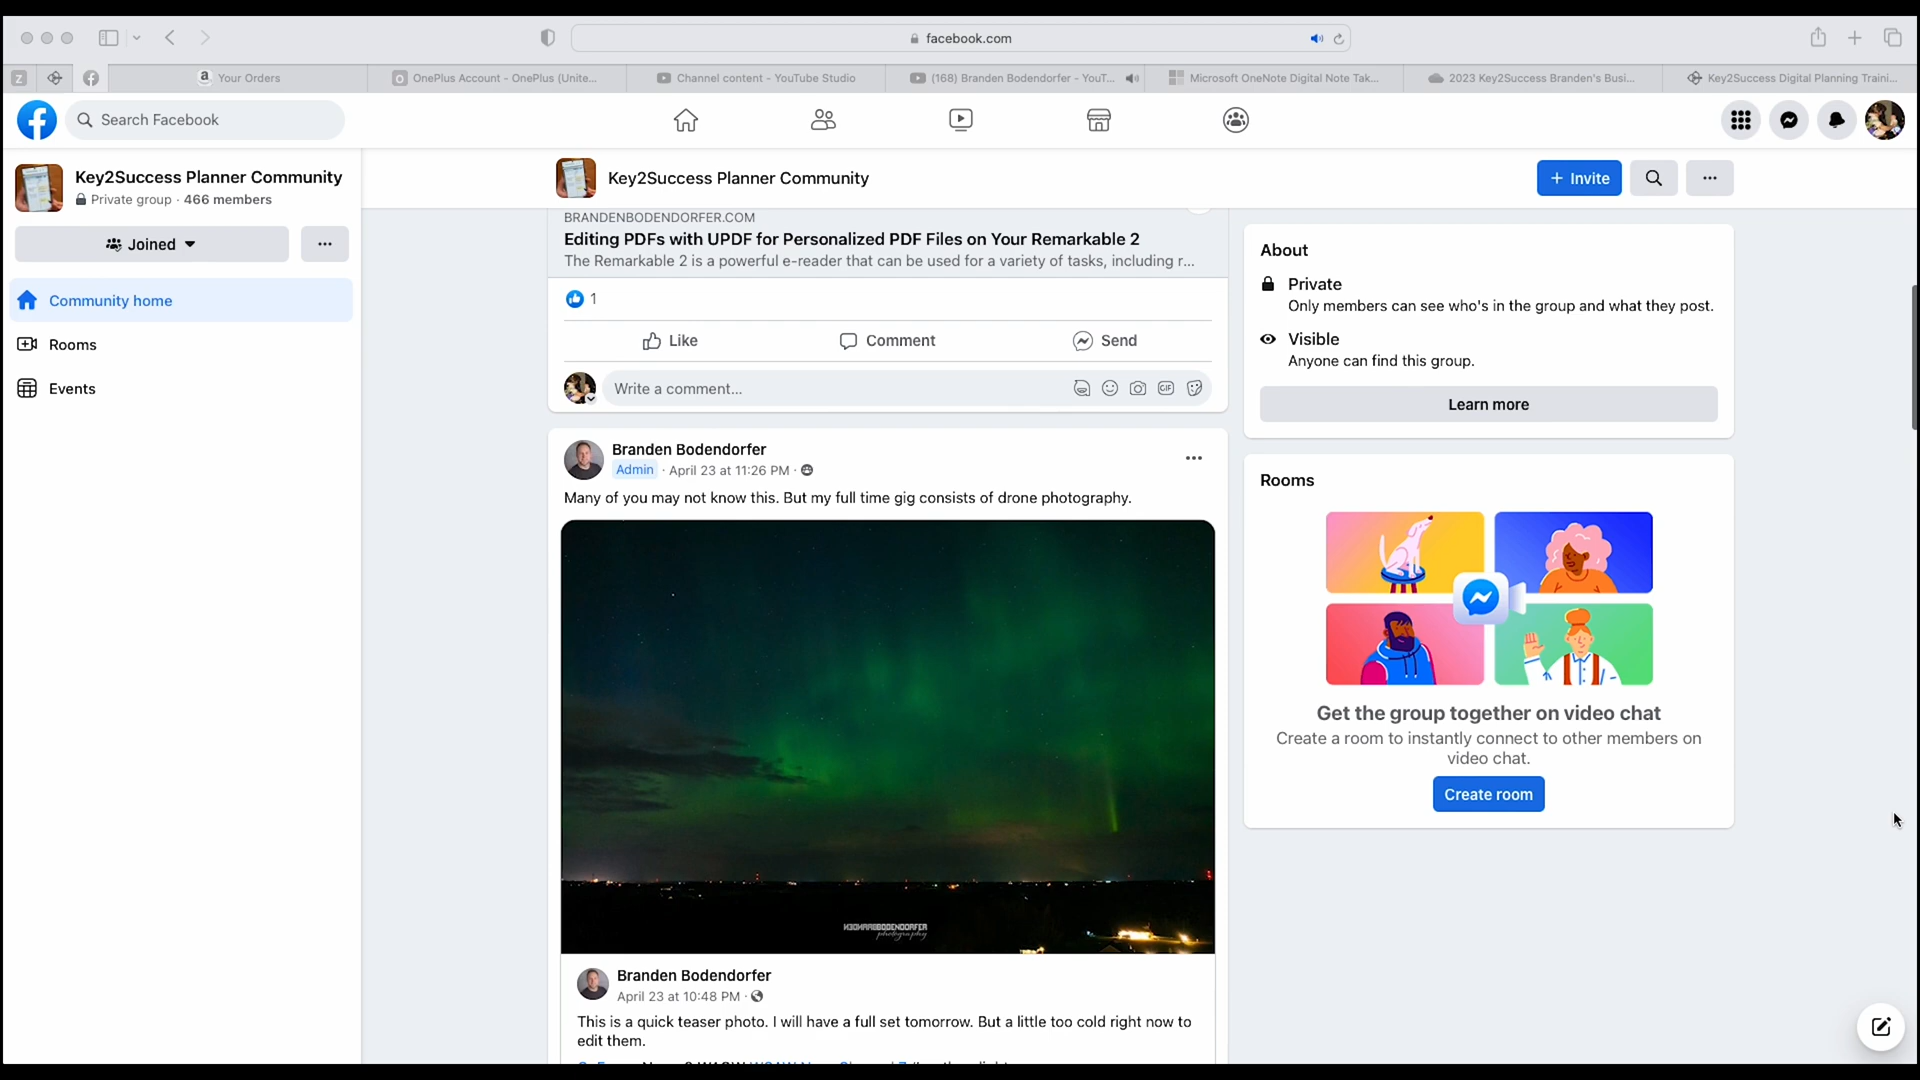 facebook.com
Your Orders
OnePlus Account - OnePlus (Unite...
Channel content - YouTube Studio
(168) Branden Bodendorfer - YouT...
Microsoft OneNote Digital Note Tak...
2023 Key2Success Branden's Busi...
Key2Success Digital Planning Traini...
Search Facebook
Key2Success Planner Community
Private group · 466 members
Joined
Community home
Rooms
Events
Key2Success Planner Community
+ Invite
BRANDENBODENDORFER.COM
Editing PDFs with UPDF for Personalized PDF Files on Your Remarkable 2
The Remarkable 2 is a powerful e-reader that can be used for a variety of tasks, including r...
1
Like
Comment
Send
Write a comment...
GIF
Branden Bodendorfer
Admin · April 23 at 11:26 PM ·
Many of you may not know this. But my full time gig consists of drone photography.
photography
Branden Bodendorfer
April 23 at 10:48 PM ·
This is a quick teaser photo. I will have a full set tomorrow. But a little too cold right now to
edit them.
About
Private
Only members can see who's in the group and what they post.
Visible
Anyone can find this group.
Learn more
Rooms
Get the group together on video chat
Create a room to instantly connect to other members on
video chat.
Create room